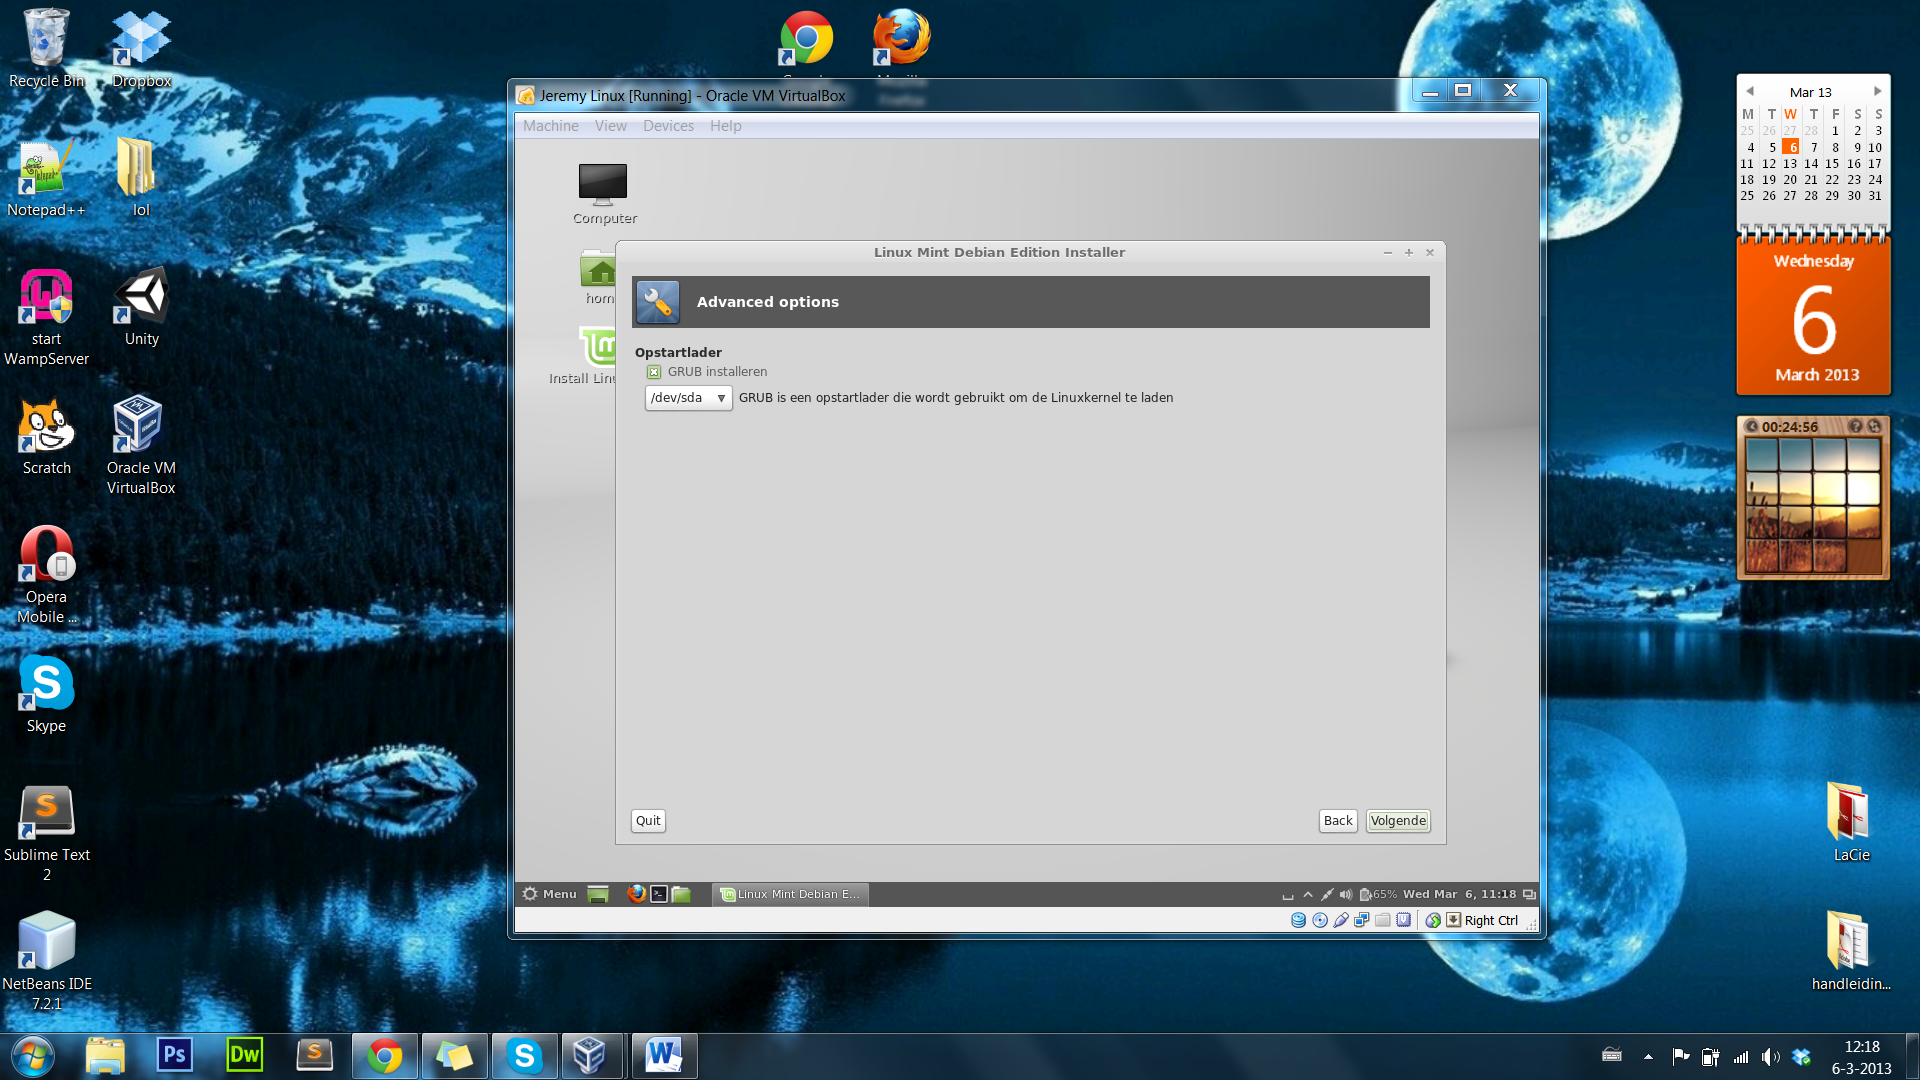 Recycle Bin
Dropbox
Notepad++
lol
start
WampServer
Unity
Scratch
Oracle VM
VirtualBox
Opera
Mobile ...
Skype
Sublime Text
2
NetBeans IDE
7.2.1
Firefox
Jeremy Linux [Running] - Oracle VM VirtualBox
Machine View Devices Help
Computer
Linux Mint Debian Edition Installer
Advanced options
Opstartlader
GRUB installeren
/dev/sda GRUB is een opstartlader die wordt gebruikt om de Linuxkernel te laden
Quit
Back
Volgende
Menu
Linux Mint Debian E...
65% Wed Mar 6, 11:18
Right Ctrl
Mar 13
M T W T F S S
25 26 27 28 1 2 3
4 5 6 7 8 9 10
11 12 13 14 15 16 17
18 19 20 21 22 23 24
25 26 27 28 29 30 31
Wednesday
6
March 2013
00:24:56
LaCie
handleidin...
Ps
Dw
12:18
6-3-2013